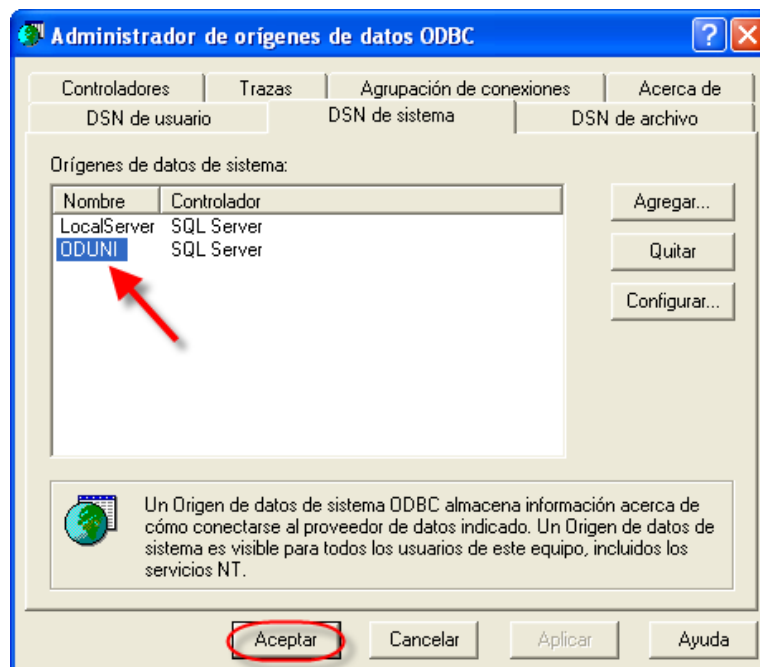 Administrador de orígenes de datos ODBC
Controladores Trazas Agrupación de conexiones Acerca de
DSN de usuario DSN de sistema DSN de archivo
Orígenes de datos de sistema:
Nombre Controlador
LocalServer SQL Server
ODUNI SQL Server
Agregar...
Quitar
Configurar...
Un Origen de datos de sistema ODBC almacena información acerca de
cómo conectarse al proveedor de datos indicado. Un Origen de datos de
sistema es visible para todos los usuarios de este equipo, incluidos los
servicios NT.
Aceptar Cancelar Aplicar Ayuda